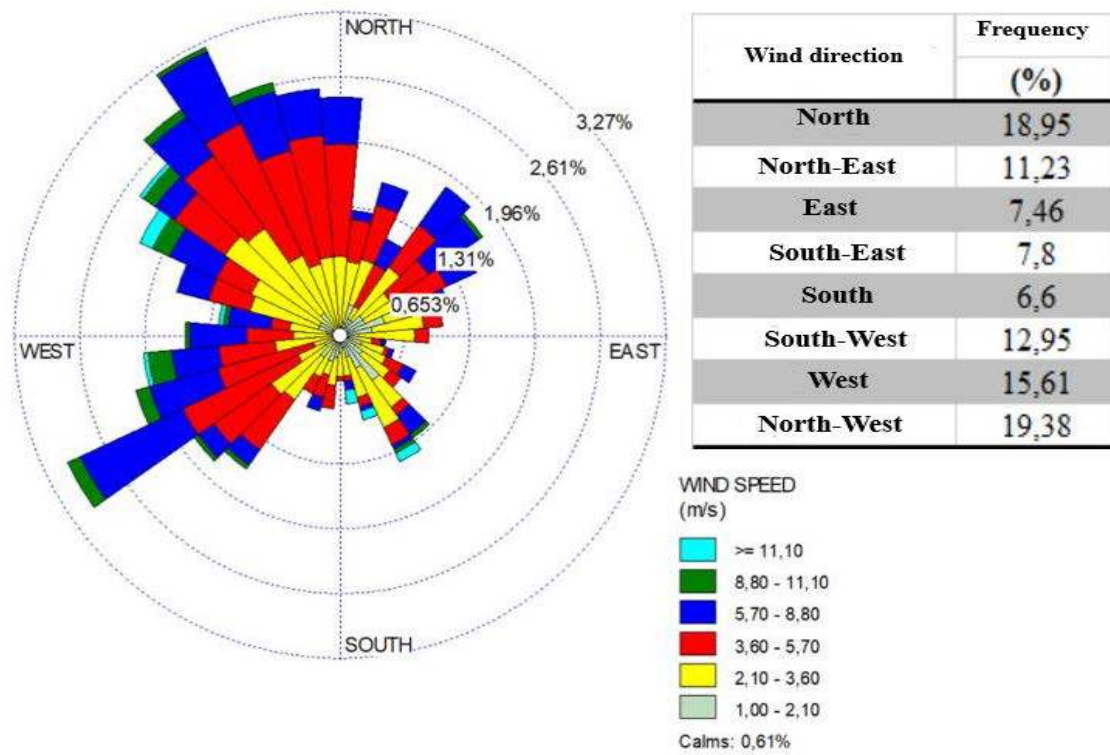 NORTH
3,27%
2,61%
1,96%
1,31%
0,653%
WEST
EAST
SOUTH
Wind direction
Frequency
(%)
North 18,95
North-East 11,23
East 7,46
South-East 7,8
South 6,6
South-West 12,95
West 15,61
North-West 19,38
WIND SPEED
(m/s)
>= 11,10
8,80 - 11,10
5,70 - 8,80
3,60 - 5,70
2,10 - 3,60
1,00 - 2,10
Calms: 0,61%